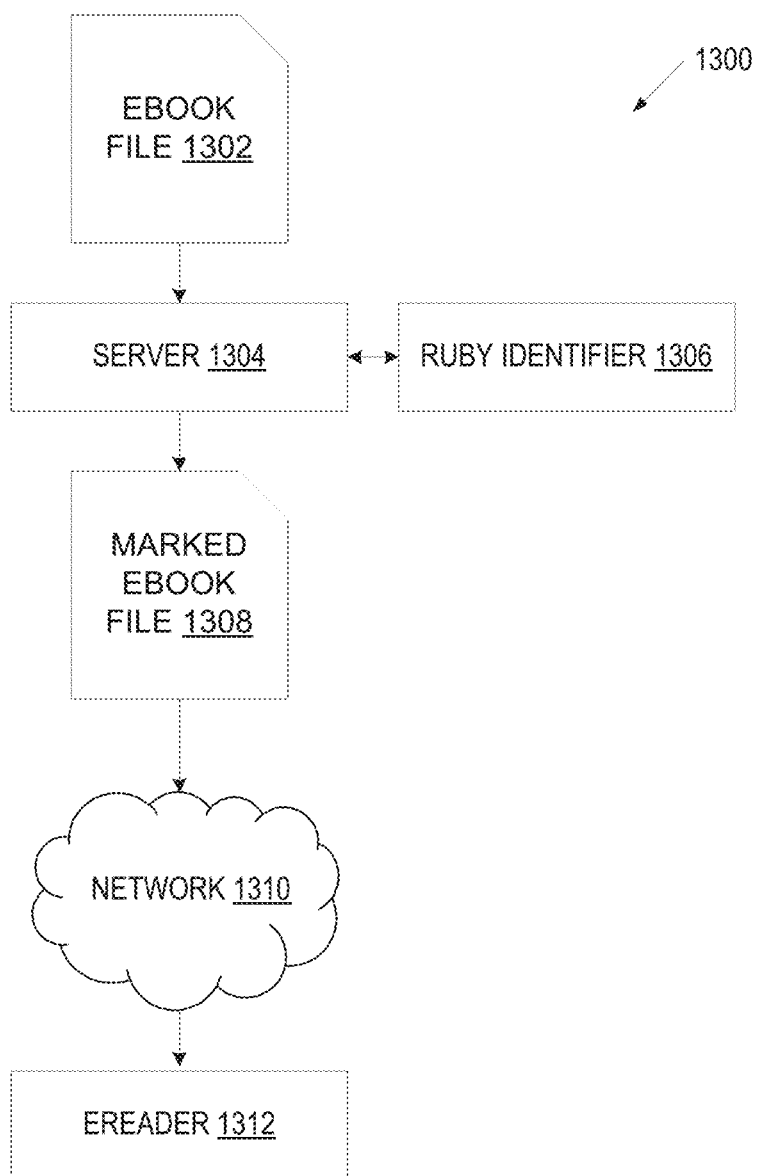 1300
EBOOK
FILE 1302
SERVER 1304
RUBY IDENTIFIER 1306
MARKED
EBOOK
FILE 1308
NETWORK 1310
EREADER 1312